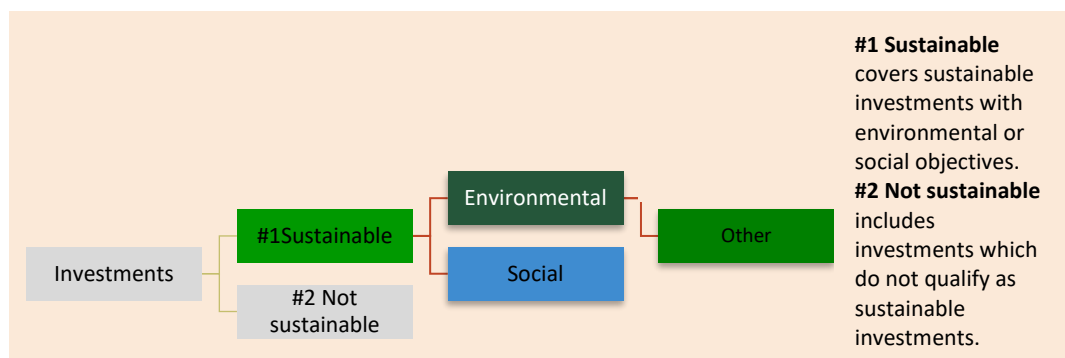 Investments
#1Sustainable
#2 Not
sustainable
Environmental
Social
Other
#1 Sustainable
covers sustainable
investments with
environmental or
social objectives.
#2 Not sustainable
includes
investments which
do not qualify as
sustainable
investments.